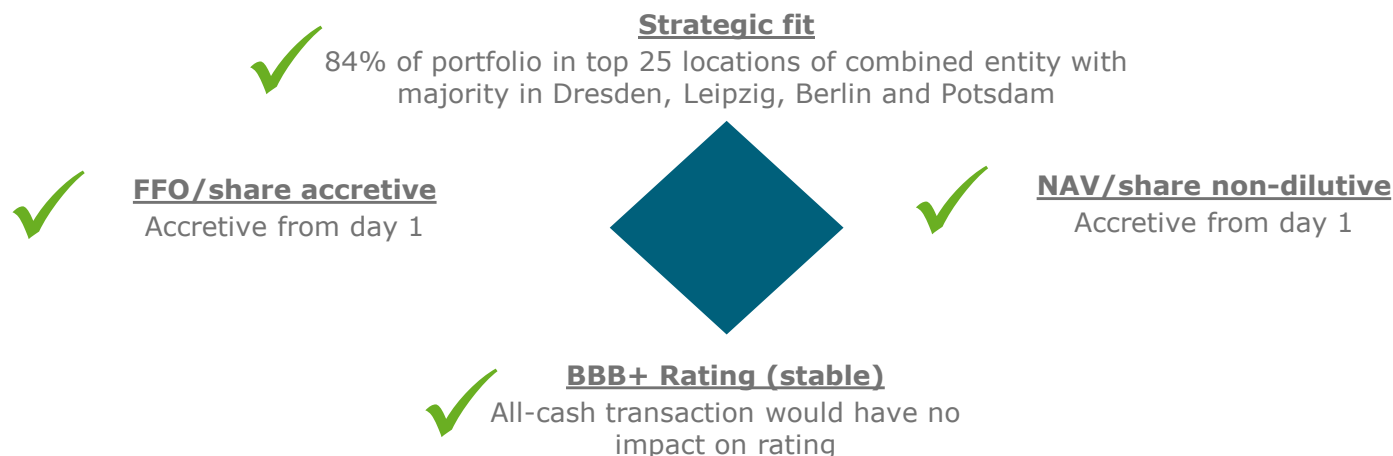 Strategic fit
84% of portfolio in top 25 locations of combined entity with
majority in Dresden, Leipzig, Berlin and Potsdam
FFO/share accretive
Accretive from day 1
NAV/share non-dilutive
Accretive from day 1
BBB+ Rating (stable)
All-cash transaction would have no
impact on rating